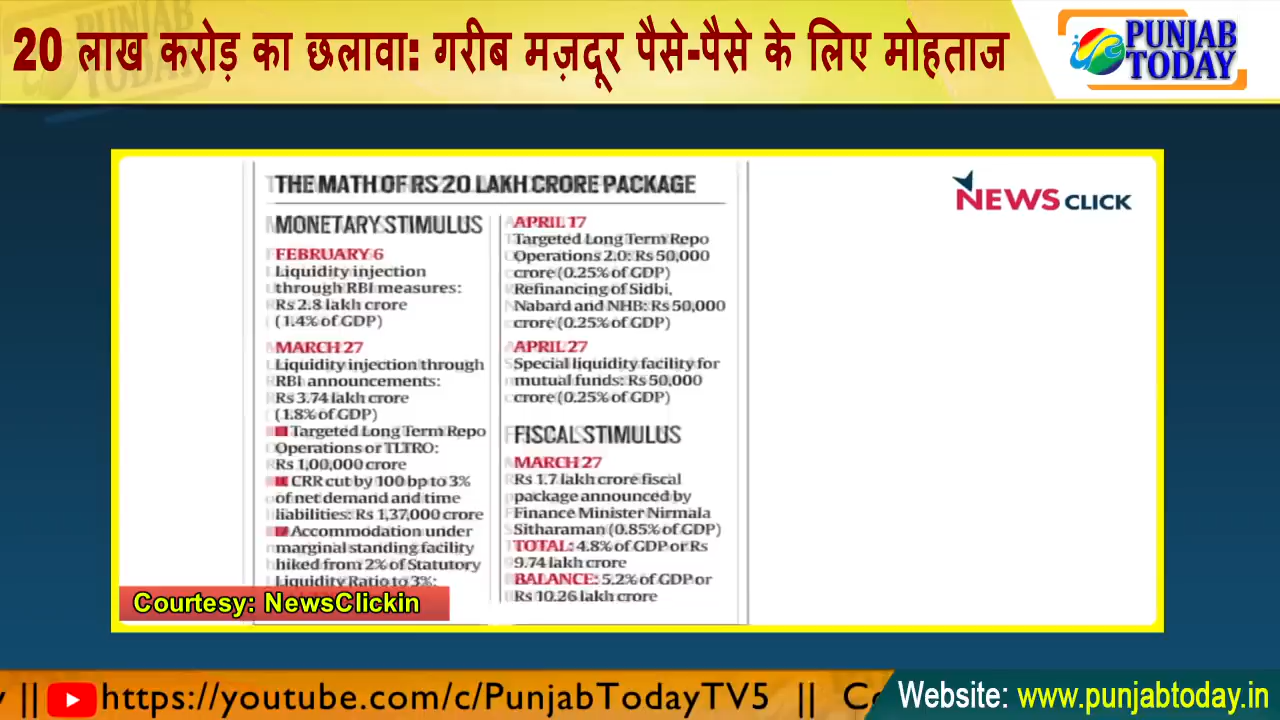 20 लाख करोड़ का छलावा: गरीब मज़दूर पैसे-पैसे के लिए मोहताज
PUNJAB
TODAY
THE MATH OF RS 20 LAKH CRORE PACKAGE
MONETARY STIMULUS
FEBRUARY 6
Liquidity injection
through RBI measures:
Rs 2.8 lakh crore
(1.4% of GDP)
MARCH 27
Liquidity injection through
RBI announcements:
Rs 3.74 lakh crore
(1.8% of GDP)
Targeted Long Term Repo
Operations or TLTRO:
Rs 1,00,000 crore
CRR cut by 100 bp to 3%
of net demand and time
liabilities: Rs 1,37,000 crore
Accommodation under
marginal standing facility
hiked from 2% of Statutory
Liquidity Ratio to 3%:
APRIL 17
Targeted Long Term Repo
Operations 2.0: Rs 50,000
crore (0.25% of GDP)
Refinancing of Sidbi,
Nabard and NHB: Rs 50,000
crore (0.25% of GDP)
APRIL 27
Special liquidity facility for
mutual funds: Rs 50,000
crore (0.25% of GDP)
FISCAL STIMULUS
MARCH 27
Rs 1.7 lakh crore fiscal
package announced by
Finance Minister Nirmala
Sitharaman (0.85% of GDP)
TOTAL: 4.8% of GDP or Rs
9.74 lakh crore
BALANCE: 5.2% of GDP or
Rs 10.26 lakh crore
NEWS CLICK
Courtesy: NewsClickin
|| https://youtube.com/c/PunjabTodayTV5 ||
Website: www.punjabtoday.in